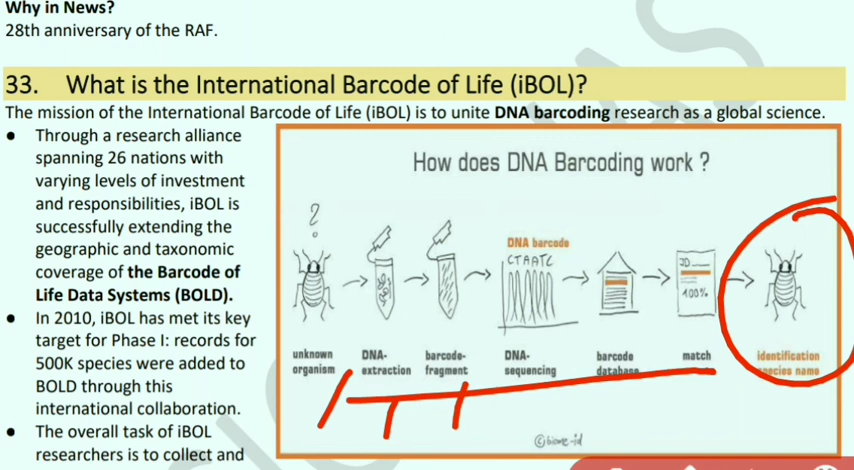 Why in News?
28th anniversary of the RAF.
33. What is the International Barcode of Life (iBOL)?
The mission of the International Barcode of Life (iBOL) is to unite DNA barcoding research as a global science.
● Through a research alliance
spanning 26 nations with
varying levels of investment
and responsibilities, iBOL is
successfully extending the
geographic and taxonomic
coverage of the Barcode of
Life Data Systems (BOLD).
● In 2010, iBOL has met its key
target for Phase I: records for
500K species were added to
BOLD through this
international collaboration.
● The overall task of iBOL
researchers is to collect and
How does DNA Barcoding work ?
?
DNA barcode
CTAATC
ID
100%
unknown
organism
DNA-
extraction
barcode-
fragment
DNA-
sequencing
barcode
database
match
identification
species name
© biome-id